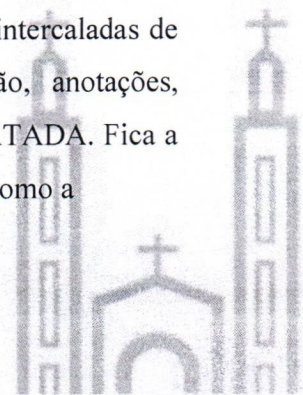 intercaladas de
ão, anotações,
TADA. Fica a
omo a